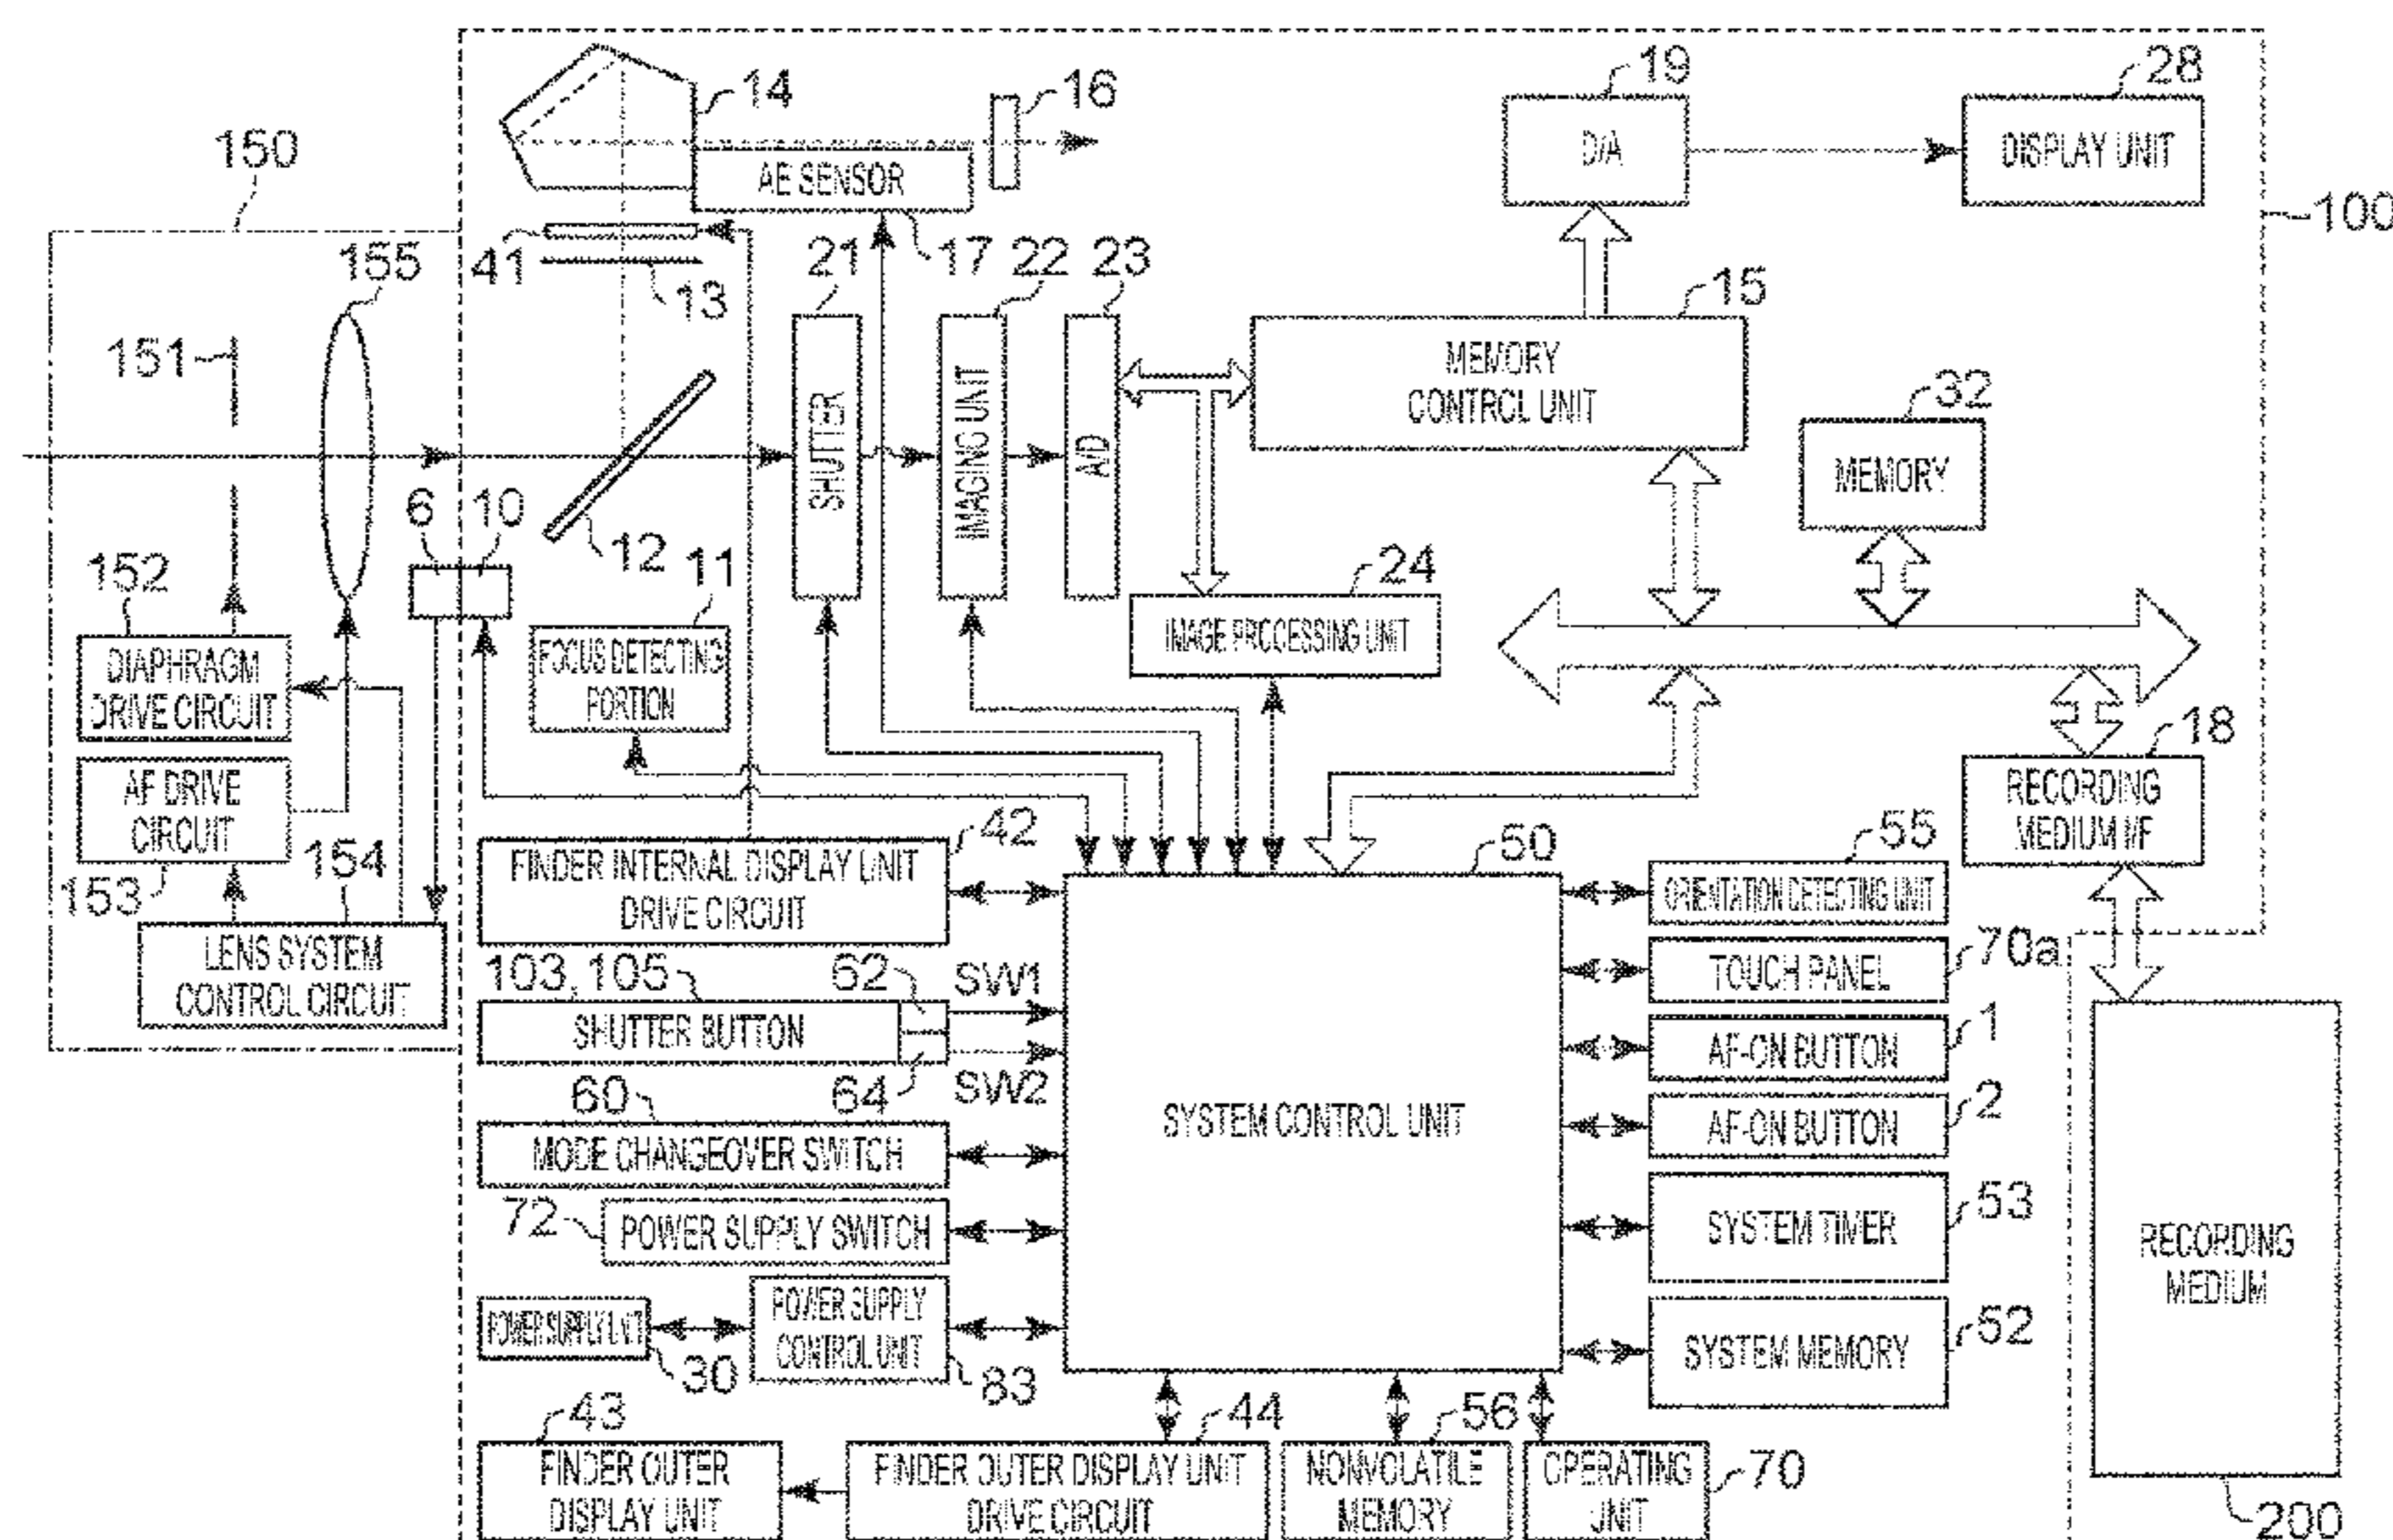 14
16
19
28
D/A
DISPLAY UNIT
150
AE SENSOR
100
155
41
13
21
17
22
23
15
151
SHUTTER
IMAGING UNIT
A/D
MEMORY
CONTROL UNIT
32
MEMORY
6
10
12
11
152
24
FOCUS DETECTING
PORTION
IMAGE PROCESSING UNIT
DIAPHRAGM
DRIVE CIRCUIT
18
AF DRIVE
CIRCUIT
RECORDING
MEDIUM I/F
42
50
55
153
154
FINDER INTERNAL DISPLAY UNIT
DRIVE CIRCUIT
ORIENTATION DETECTING UNIT
LENS SYSTEM
CONTROL CIRCUIT
103, 105
62
SW1
TOUCH PANEL
70a
SHUTTER BUTTON
AF-ON BUTTON
1
64
SW2
60
SYSTEM CONTROL UNIT
AF-ON BUTTON
2
MODE CHANGEOVER SWITCH
72
POWER SUPPLY SWITCH
SYSTEM TIMER
53
RECORDING
MEDIUM
POWER SUPPLY UNIT
30
POWER SUPPLY
CONTROL UNIT
83
SYSTEM MEMORY
52
43
44
56
FINDER OUTER
DISPLAY UNIT
FINDER OUTER DISPLAY UNIT
DRIVE CIRCUIT
NONVOLATILE
MEMORY
OPERATING
UNIT
70
200